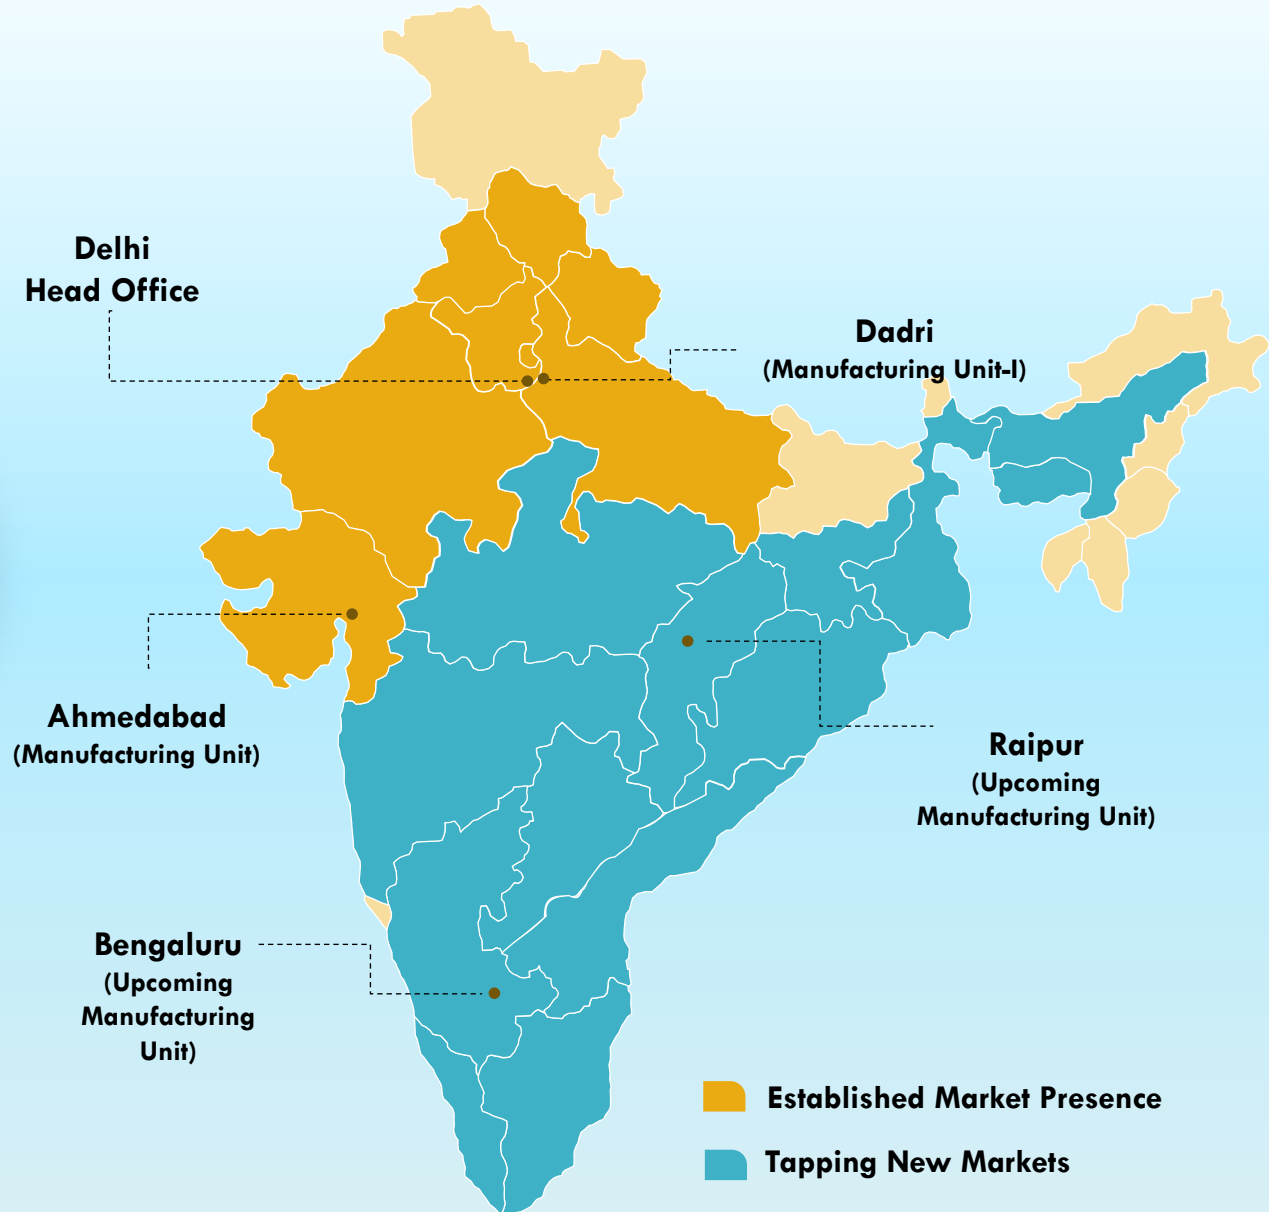 Delhi
Head Office
Dadri
(Manufacturing Unit-I)
Ahmedabad
(Manufacturing Unit)
Raipur
(Upcoming
Manufacturing Unit)
Bengaluru
(Upcoming
Manufacturing
Unit)
Established Market Presence
Tapping New Markets